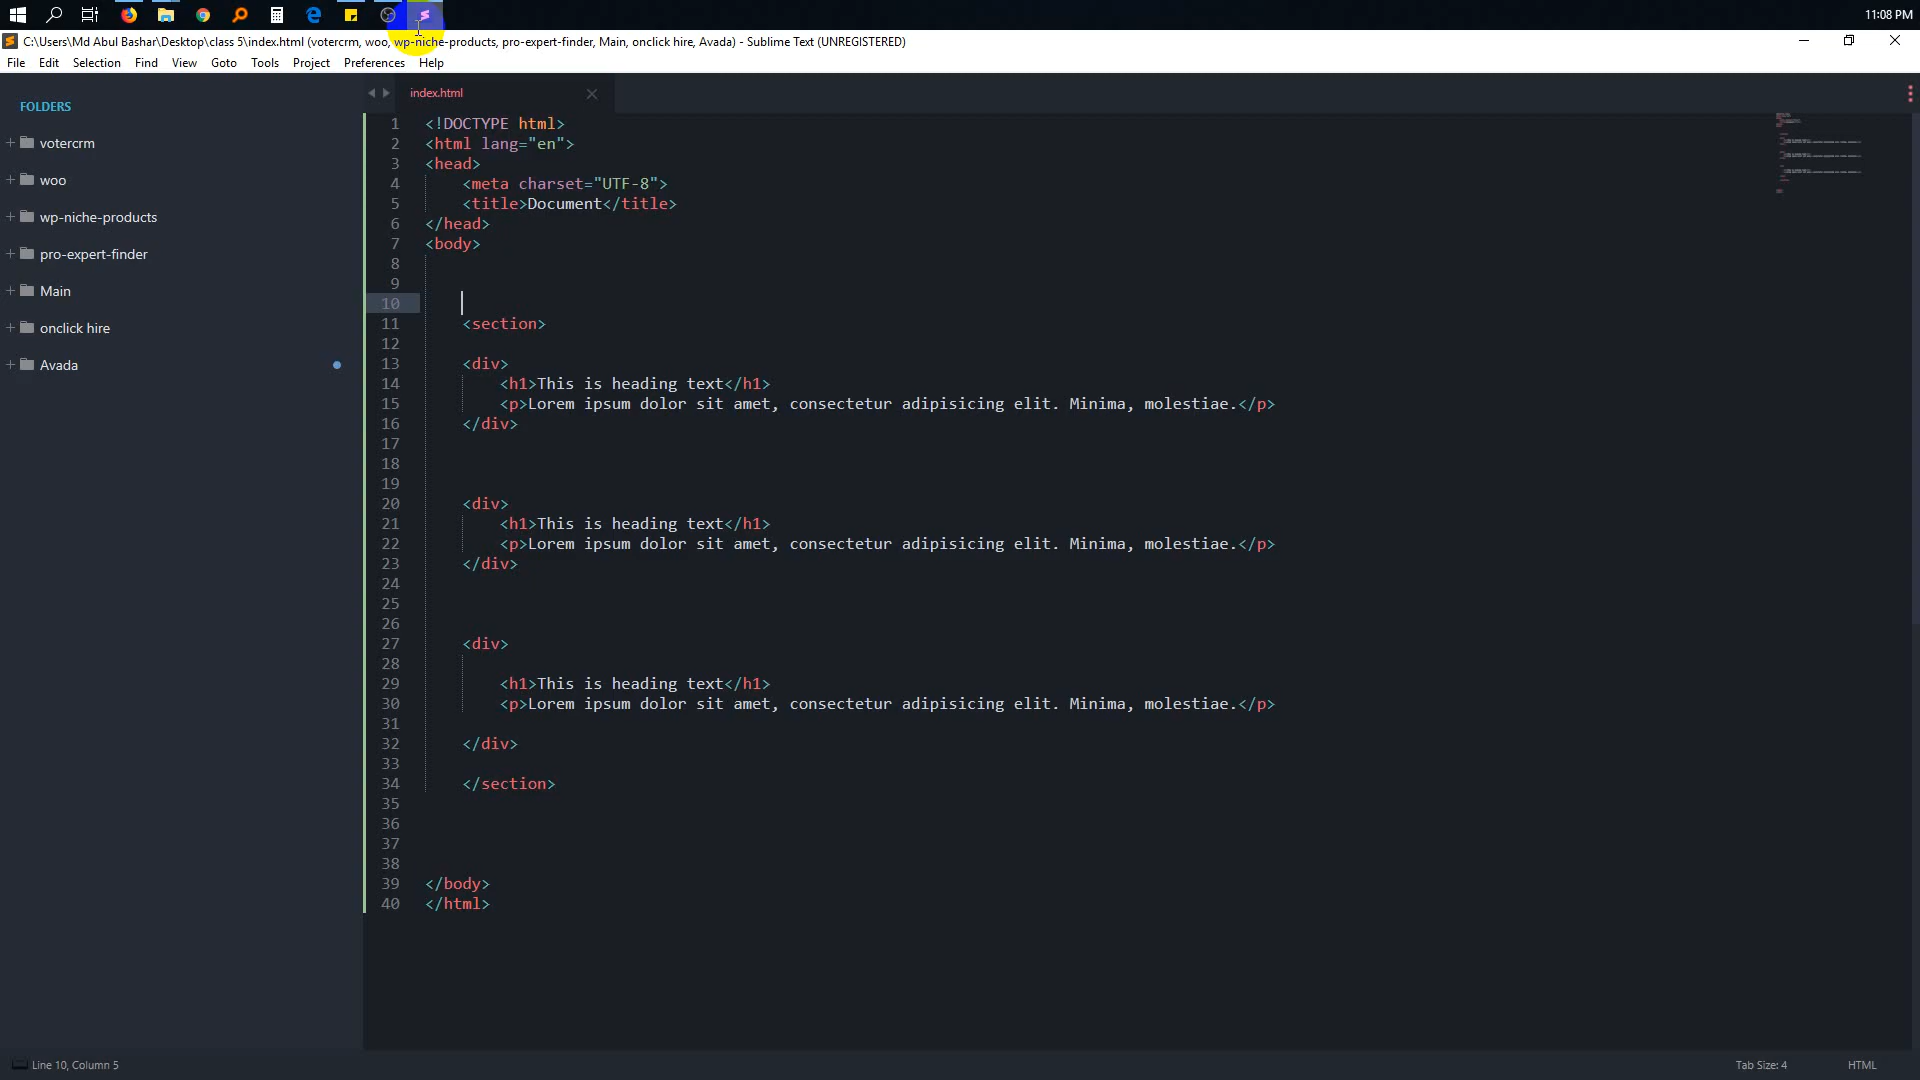 11:08 PM
C:\Users\Md Abul Bashar\Desktop\class 5\index.html (votercrm, woo, wp-niche-products, pro-expert-finder, Main, onclick hire, Avada) - Sublime Text (UNREGISTERED)
File Edit Selection Find View Goto Tools Project Preferences Help
FOLDERS
votercrm
woo
wp-niche-products
pro-expert-finder
Main
onclick hire
Avada
index.html
1 <!DOCTYPE html>
2 <html lang="en">
3 <head>
4 <meta charset="UTF-8">
5 <title>Document</title>
6 </head>
7 <body>
8
9
10
11 <section>
12
13 <div>
14 <h1>This is heading text</h1>
15 <p>Lorem ipsum dolor sit amet, consectetur adipisicing elit. Minima, molestiae.</p>
16 </div>
17
18
19
20 <div>
21 <h1>This is heading text</h1>
22 <p>Lorem ipsum dolor sit amet, consectetur adipisicing elit. Minima, molestiae.</p>
23 </div>
24
25
26
27 <div>
28
29 <h1>This is heading text</h1>
30 <p>Lorem ipsum dolor sit amet, consectetur adipisicing elit. Minima, molestiae.</p>
31
32 </div>
33
34 </section>
35
36
37
38
39 </body>
40 </html>
Line 10, Column 5
Tab Size: 4
HTML